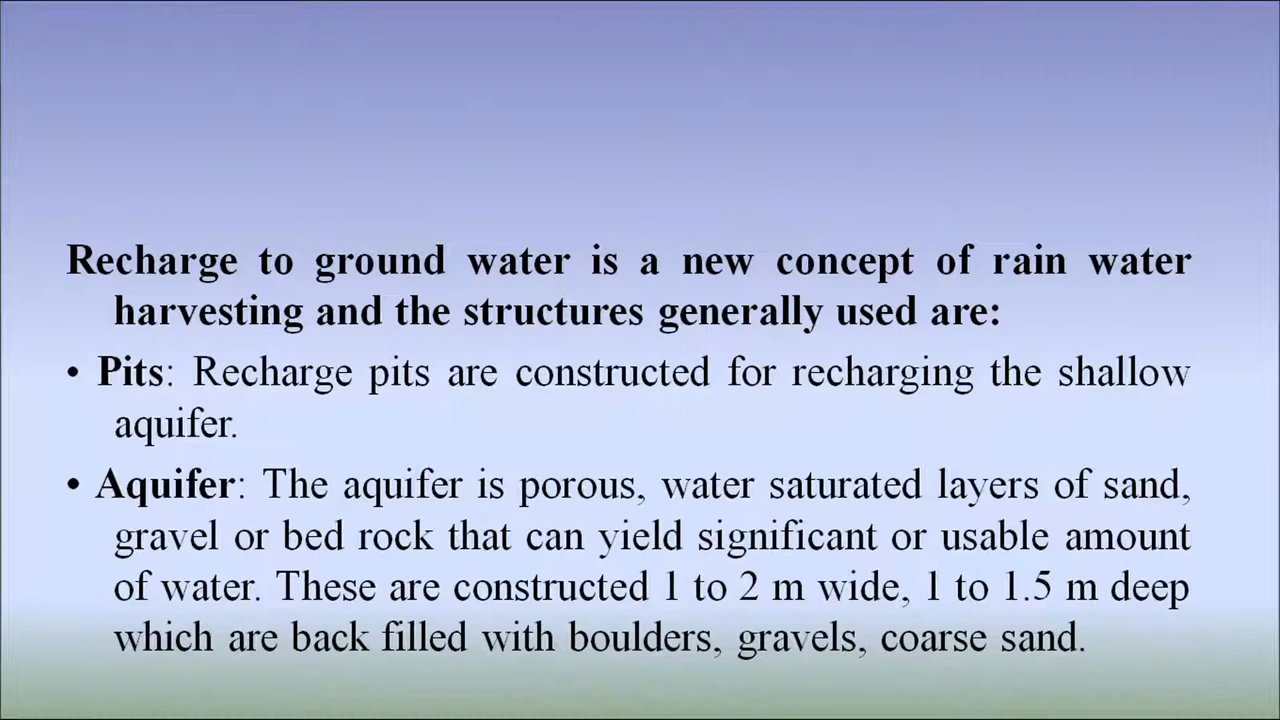 Recharge to ground water is a new concept of rain water
harvesting and the structures generally used are:
• Pits: Recharge pits are constructed for recharging the shallow
aquifer.
• Aquifer: The aquifer is porous, water saturated layers of sand,
gravel or bed rock that can yield significant or usable amount
of water. These are constructed 1 to 2 m wide, 1 to 1.5 m deep
which are back filled with boulders, gravels, coarse sand.